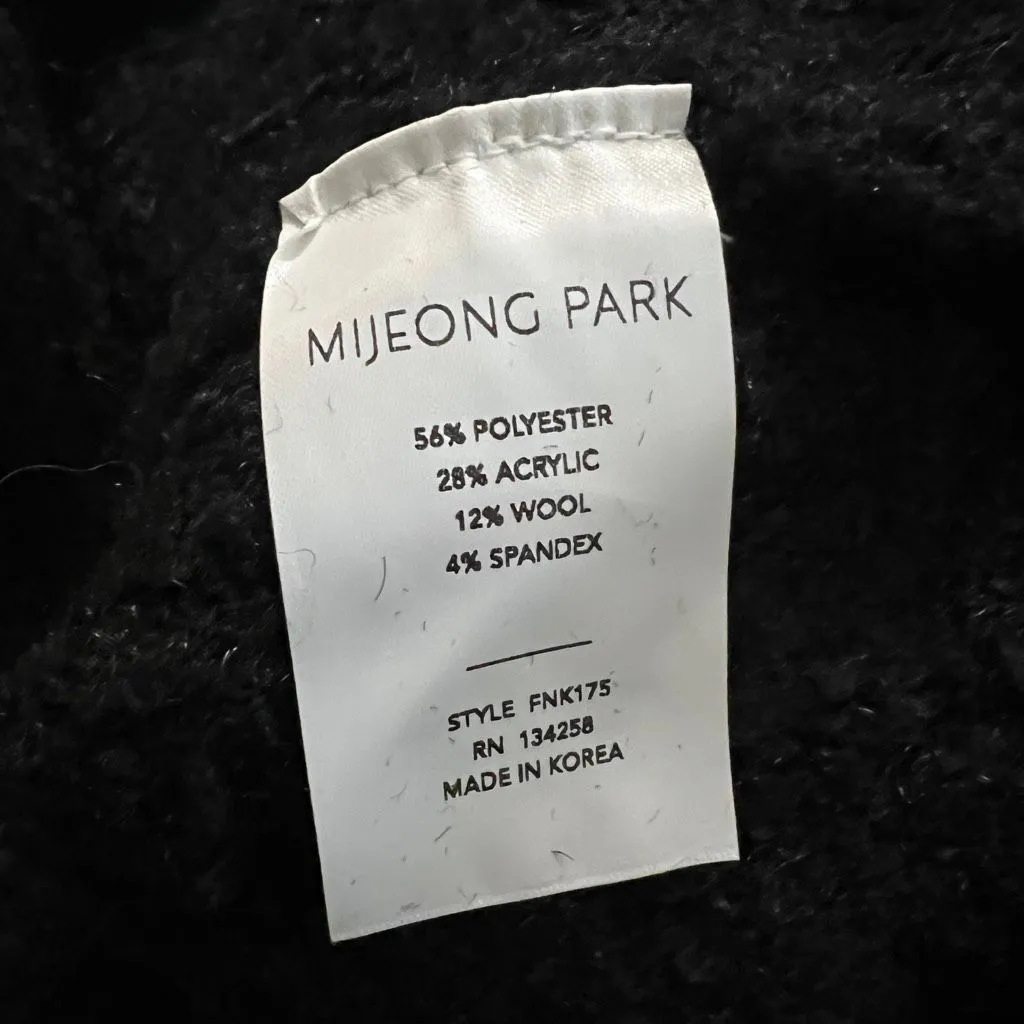 MIJEONG PARK
56% POLYESTER
28% ACRYLIC
12% WOOL
4% SPANDEX
STYLE FNK175
RN 134258
MADE IN KOREA